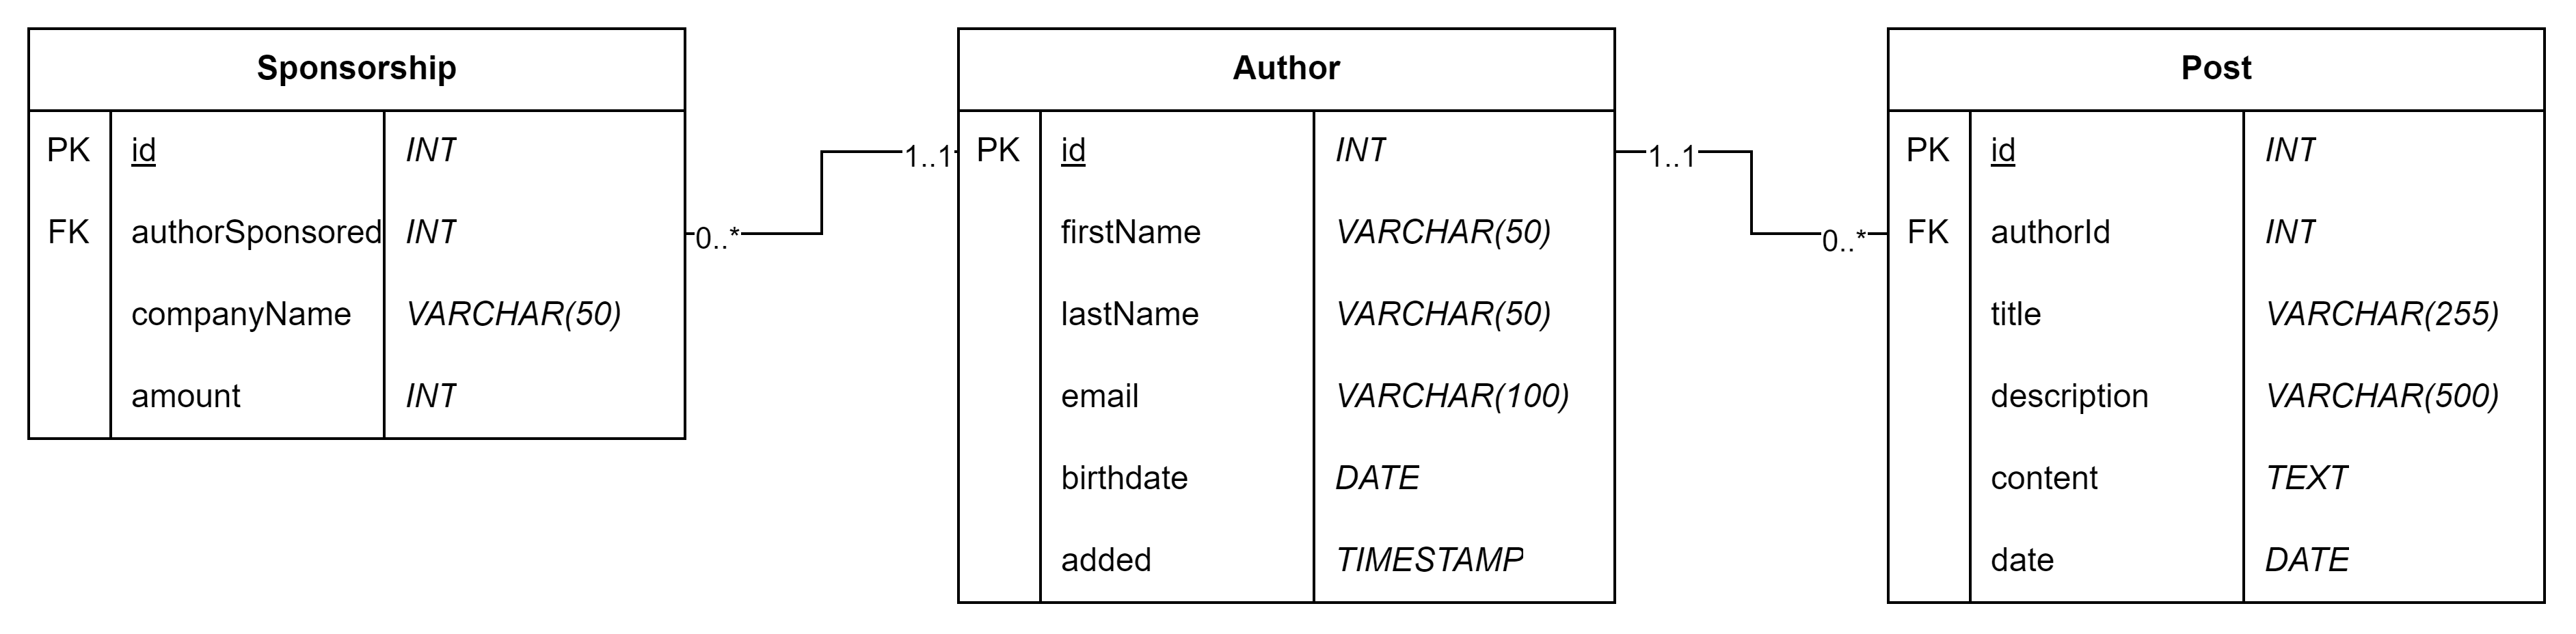 Sponsorship
PK id INT
FK authorSponsored INT
companyName VARCHAR(50)
amount INT
0..*
1..1
Author
PK id INT
firstName VARCHAR(50)
lastName VARCHAR(50)
email VARCHAR(100)
birthdate DATE
added TIMESTAMP
1..1
0..*
Post
PK id INT
FK authorId INT
title VARCHAR(255)
description VARCHAR(500)
content TEXT
date DATE